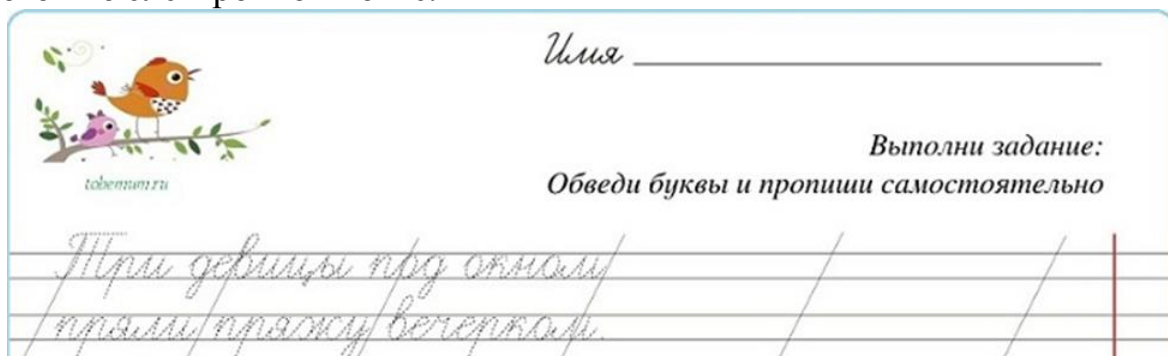 Имя
tobemum.ru
Выполни задание:
Обведи буквы и пропиши самостоятельно
Три девицы под окном
пряли пряжу вечерком.